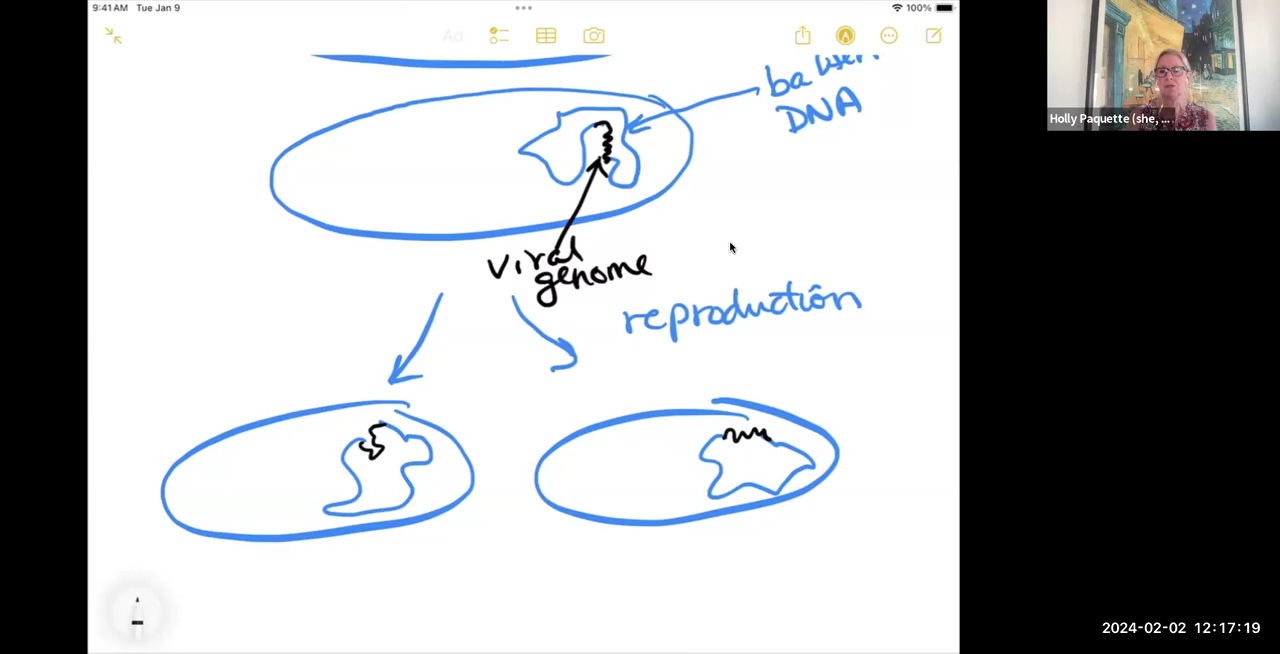 9:41 AM Tue Jan 9
100%
Aa
Holly Paquette (she, ...
DNA
viral
genome
reproduction
2024-02-02 12:17:19